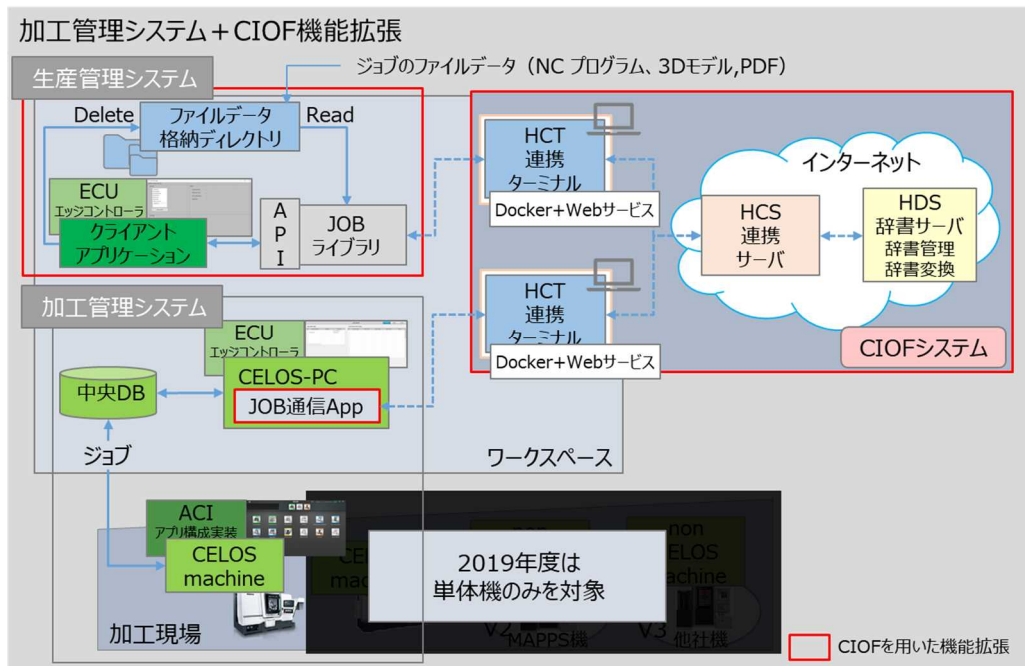 加工管理システム+CIOF機能拡張
生産管理システム
ジョブのファイルデータ（NC プログラム、3Dモデル,PDF）
Delete
ファイルデータ
格納ディレクトリ
Read
ECU
エッジコントローラ
クライアント
アプリケーション
A
P
I
JOB
ライブラリ
HCT
連携
ターミナル
Docker+Webサービス
インターネット
HCS
連携
サーバ
HDS
辞書サーバ
辞書管理
辞書変換
HCT
連携
ターミナル
Docker+Webサービス
CIOFシステム
加工管理システム
ECU
エッジコントローラ
CELOS-PC
JOB通信App
中央DB
ジョブ
ワークスペース
ACI
アプリ構成実装
CELOS
machine
加工現場
2019年度は
単体機のみを対象
non
V2
MAPPS機
V3
他社機
CIOFを用いた機能拡張